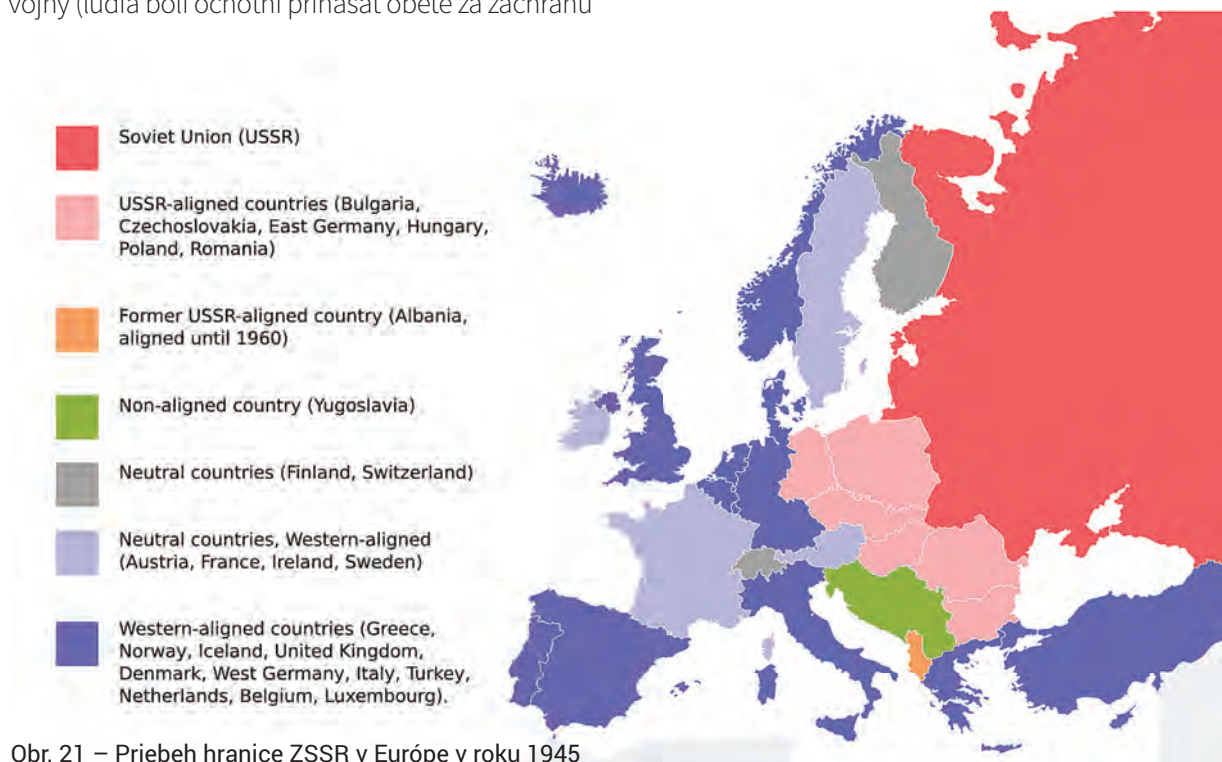 vojny (ľudia boli ochotní prinášať obete za záchranu
Soviet Union (USSR)
USSR-aligned countries (Bulgaria,
Czechoslovakia, East Germany, Hungary,
Poland, Romania)
Former USSR-aligned country (Albania,
aligned until 1960)
Non-aligned country (Yugoslavia)
Neutral countries (Finland, Switzerland)
Neutral countries, Western-aligned
(Austria, France, Ireland, Sweden)
Western-aligned countries (Greece,
Norway, Iceland, United Kingdom,
Denmark, West Germany, Italy, Turkey,
Netherlands, Belgium, Luxembourg).
Obr. 21 – Priebeh hranice ZSSR v Európe v roku 1945